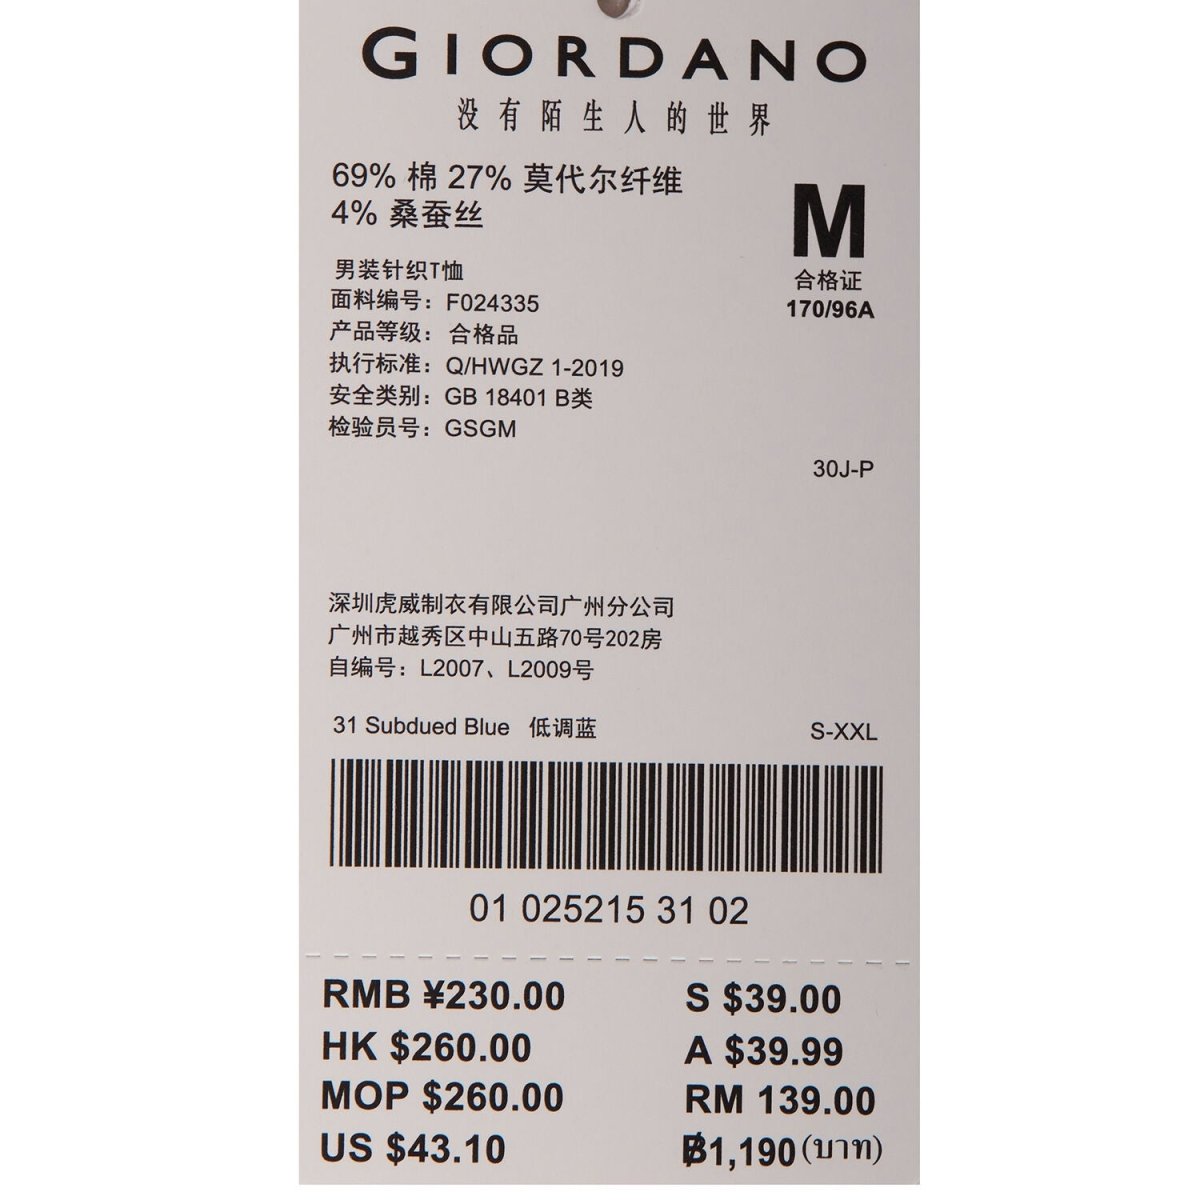 GIORDANO
没有陌生人的世界
69% 棉 27% 莫代尔纤维
4% 桑蚕丝
M
合格证
170/96A
男装针织T恤
面料编号：F024335
产品等级：合格品
执行标准：Q/HWGZ 1-2019
安全类别：GB 18401 B类
检验员号：GSGM
30J-P
深圳虎威制衣有限公司广州分公司
广州市越秀区中山五路70号202房
自编号：L2007、L2009号
31 Subdued Blue 低调蓝 S-XXL
01 025215 31 02
RMB ¥230.00 S $39.00
HK $260.00 A $39.99
MOP $260.00 RM 139.00
US $43.10 ฿1,190(บาท)